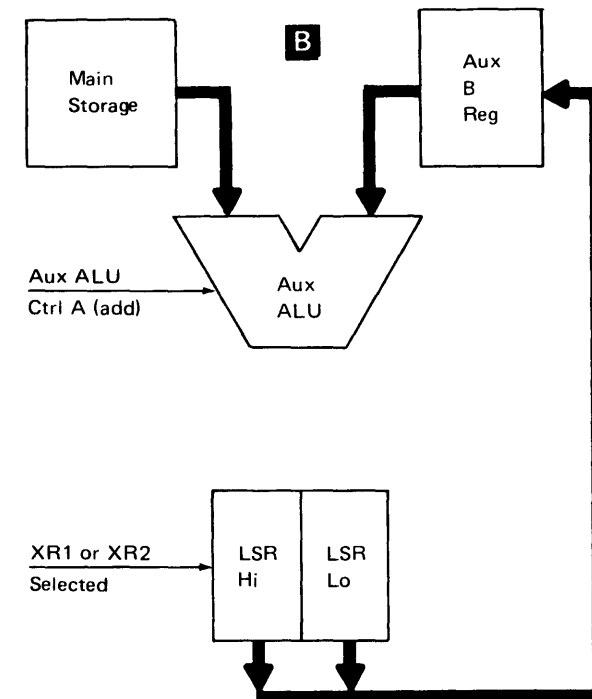 B
Main
Storage
Aux
B
Reg
Aux ALU
Ctrl A (add)
Aux
ALU
XR1 or XR2
Selected
LSR
Hi
LSR
Lo